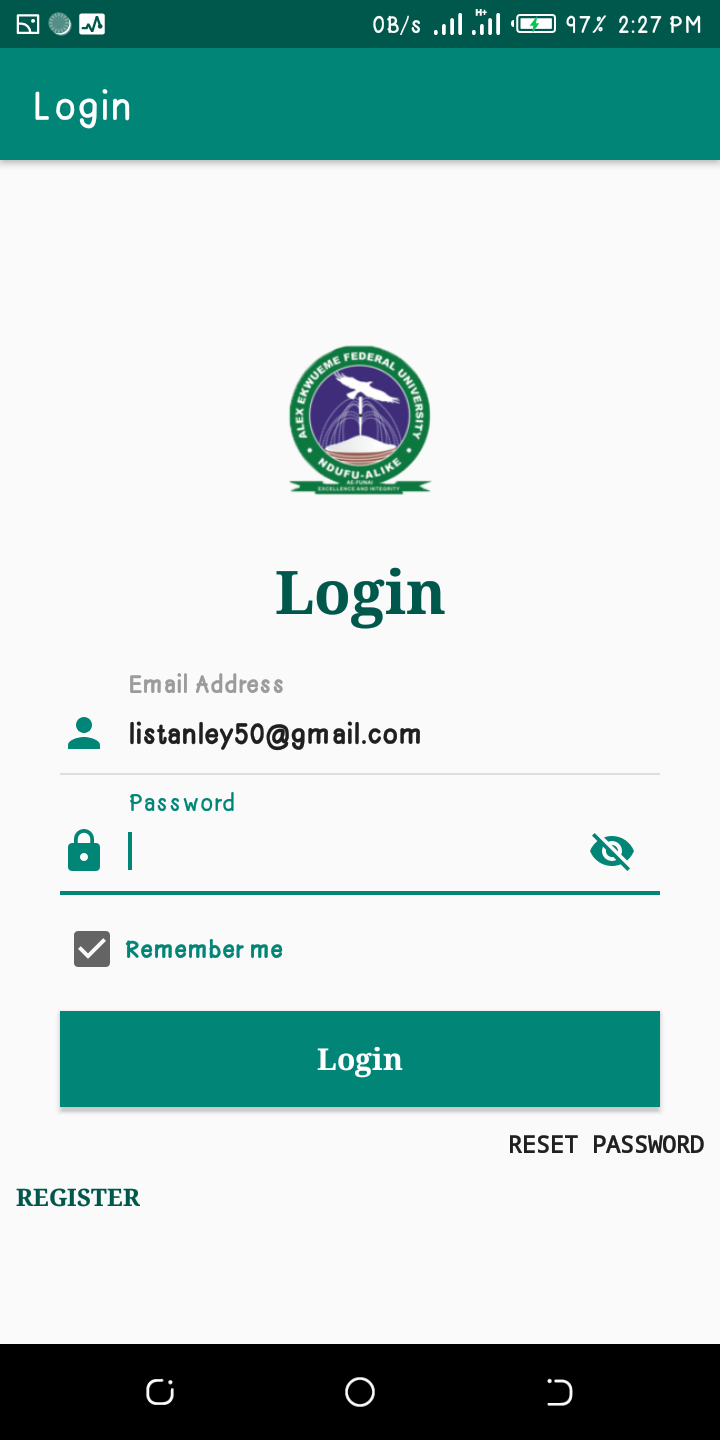 0B/s H+ 97% 2:27 PM
Login
ALEX EKWUEME FEDERAL UNIVERSITY
NDUFU-ALIKE
AE-FUNAI
EXCELLENCE AND INTEGRITY
Login
Email Address
listanley50@gmail.com
Password
Remember me
Login
RESET PASSWORD
REGISTER